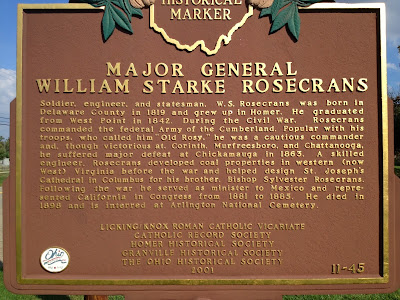 HISTORICAL
MARKER
MAJOR GENERAL
WILLIAM STARKE ROSECRANS
Soldier, engineer, and statesman, W.S. Rosecrans was born in
Delaware County in 1819 and grew up in Homer. He graduated
from West Point in 1842. During the Civil War, Rosecrans
commanded the federal Army of the Cumberland. Popular with his
troops, who called him "Old Rosy," he was a cautious commander
and, though victorious at Corinth, Murfreesboro, and Chattanooga,
he suffered major defeat at Chickamauga in 1863. A skilled
engineer, Rosecrans developed coal properties in western (now
West) Virginia before the war and helped design St. Joseph's
Cathedral in Columbus for his brother, Bishop Sylvester Rosecrans.
Following the war he served as minister to Mexico and repre-
sented California in Congress from 1881 to 1885. He died in
1898 and is interred at Arlington National Cemetery.
LICKING-KNOX ROMAN CATHOLIC VICARIATE
CATHOLIC RECORD SOCIETY
HOMER HISTORICAL SOCIETY
GRANVILLE HISTORICAL SOCIETY
THE OHIO HISTORICAL SOCIETY
2001
11-45
Ohio